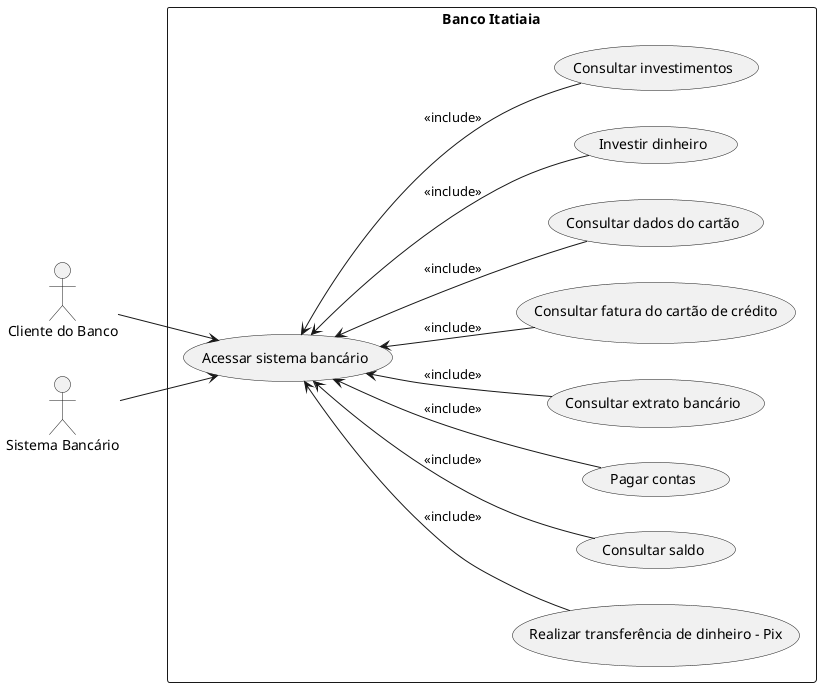 Banco Itatiaia
Consultar investimentos
«include»
Investir dinheiro
«include»
Consultar dados do cartão
«include»
Consultar fatura do cartão de crédito
«include»
Cliente do Banco
Acessar sistema bancário
«include»
Consultar extrato bancário
«include»
Sistema Bancário
Pagar contas
«include»
Consultar saldo
«include»
Realizar transferência de dinheiro - Pix